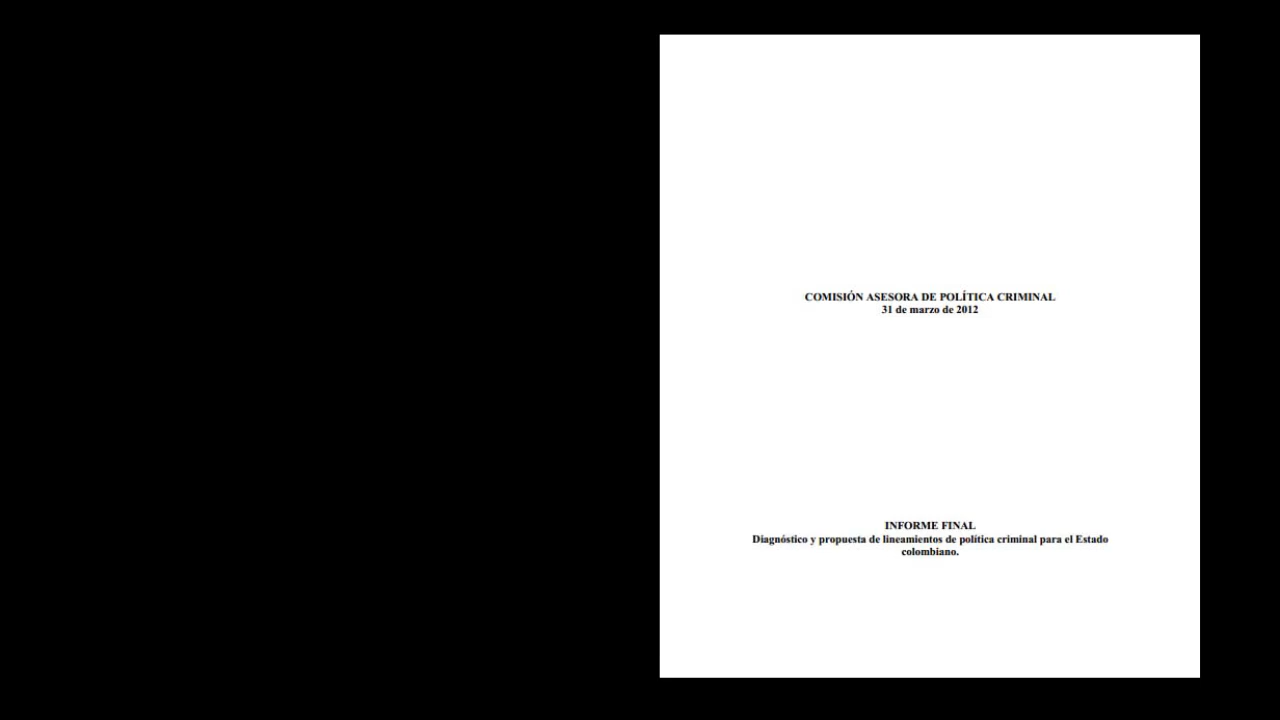 COMISIÓN ASESORA DE POLÍTICA CRIMINAL
31 de marzo de 2012
INFORME FINAL
Diagnóstico y propuesta de lineamientos de política criminal para el Estado
colombiano.